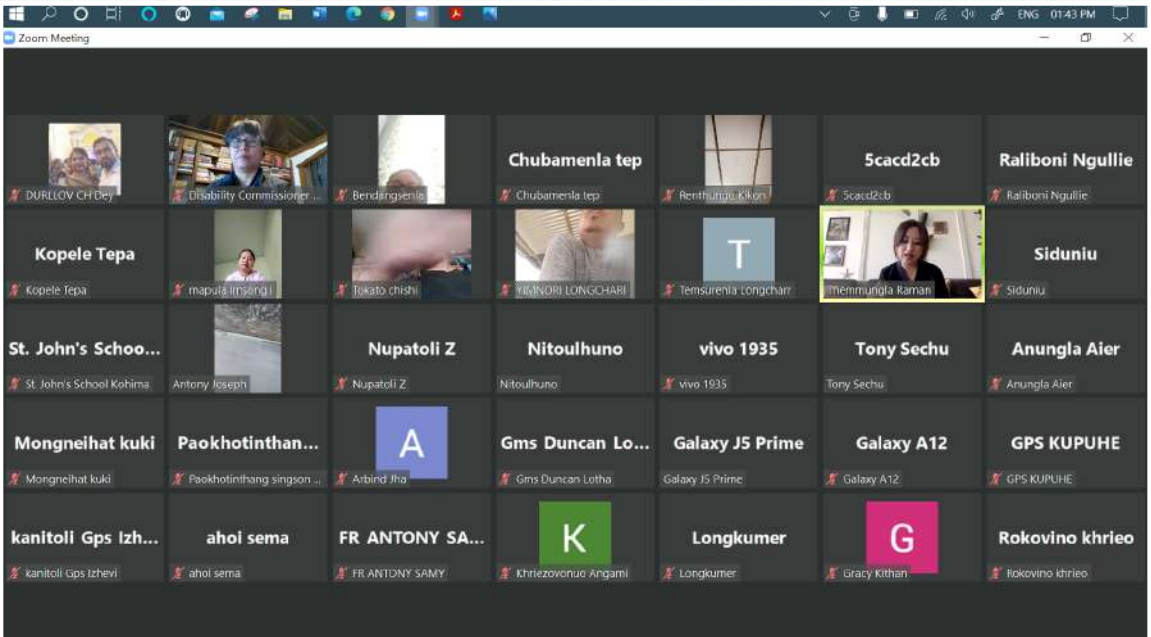 ENG 01:43 PM
Zoom Meeting
DURLLOV CH Dey
Disability Commissioner ...
Bendangsenla
Chubamenla tep
Chubamenla tep
Renthungo Kikon
5cacd2cb
5cacd2cb
Raliboni Ngullie
Raliboni Ngullie
Kopele Tepa
Kopele Tepa
mapula Imsong I
Tokato chishi
YIMNORI LONGCHARI
T
Temsurenla Longcharr
Themmungla Raman
Siduniu
Siduniu
St. John's Schoo...
St. John's School Kohima
Antony Joseph
Nupatoli Z
Nupatoli Z
Nitoulhuno
Nitoulhuno
vivo 1935
vivo 1935
Tony Sechu
Tony Sechu
Anungla Aier
Anungla Aier
Mongneihat kuki
Mongneihat kuki
Paokhotinthan...
Paokhotinthang singson ...
A
Arbind Jha
Gms Duncan Lo...
Gms Duncan Lotha
Galaxy J5 Prime
Galaxy J5 Prime
Galaxy A12
Galaxy A12
GPS KUPUHE
GPS KUPUHE
kanitoli Gps Izh...
kanitoli Gps Izhevi
ahoi sema
ahoi sema
FR ANTONY SA...
FR ANTONY SAMY
K
Khriezovonuo Angami
Longkumer
Longkumer
G
Gracy Kithan
Rokovino khrieo
Rokovino khrieo